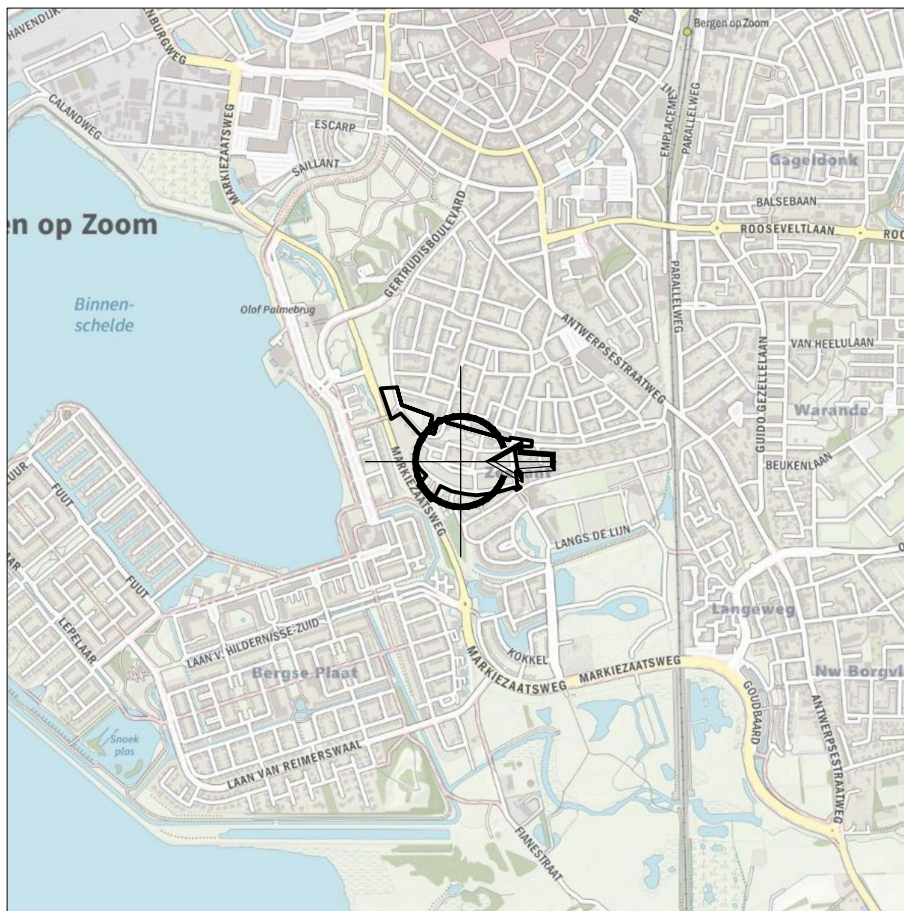 HAVENDIJK
NBURGWEG
Bergen op Zoom
CALANDWEG
MARKIEZAATSWEG
ESCARP
SAILLANT
EMPLACEMENT
PARALLELWEG
Gageldonk
BALSEBAAN
ROOSEVELTLAAN
ROO
en op Zoom
GERTRUDISBOULEVARD
Binnen-
schelde
Olof Palmebrug
PARALLELWEG
ANTWERPSESTRAATWEG
VAN HEELULAAN
GUIDO GEZELLELAAN
Warande
BEUKENLAAN
MARKIEZAATSWEG
LUUR
FUUT
FUUT
LANGS DE LIJN
LEPELAAR
LAAN V. HILDERNISSE-ZUID
Langeweg
KOKKEL
Bergse Plaat
MARKIEZAATSWEG
MARKIEZAATSWEG
Nw Borgvl
GOUDBAARD
ANTWERPSESTRAATWEG
Snoek
plas
LAAN VAN REIMERSWAAL
FIANESTRAAT